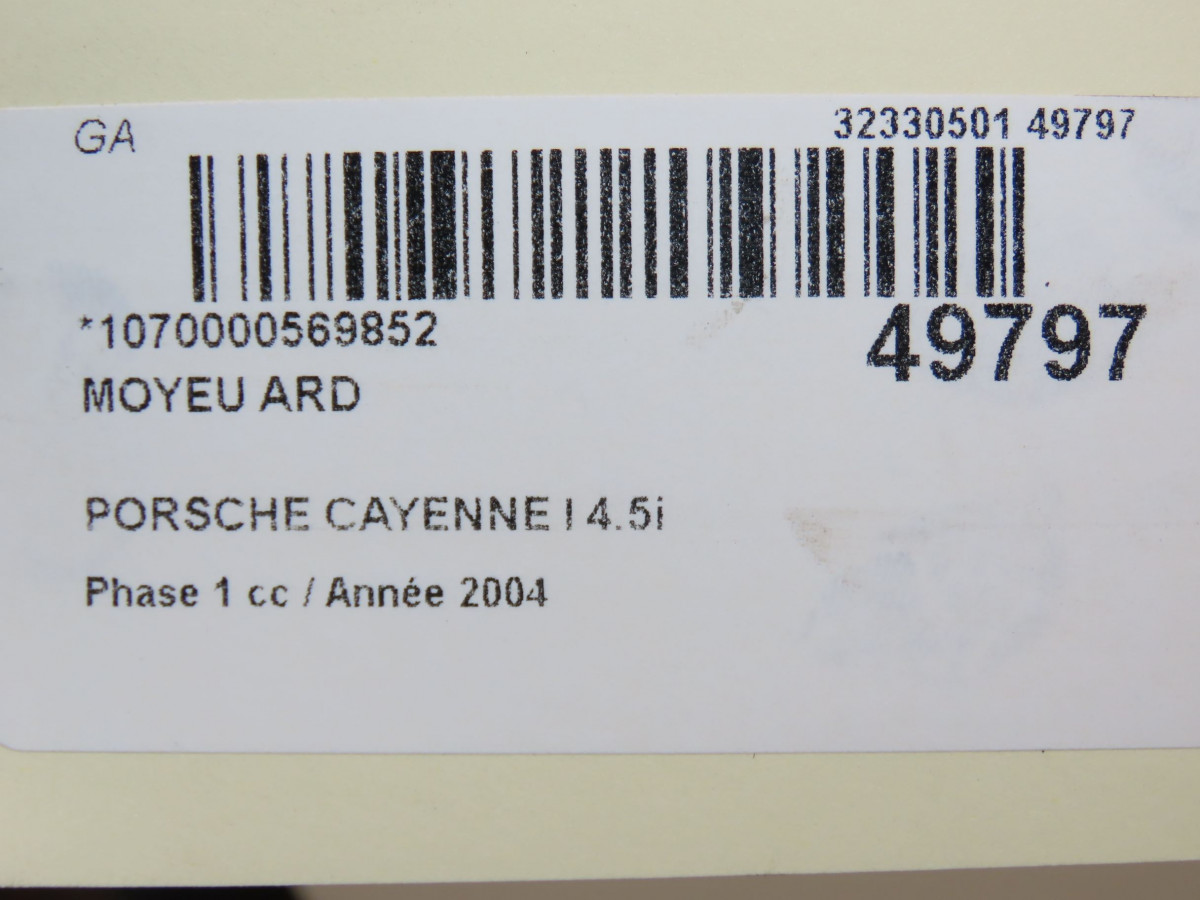 GA
32330501 49797
*1070000569852
49797
MOYEU ARD
PORSCHE CAYENNE I 4.5i
Phase 1 cc / Année 2004